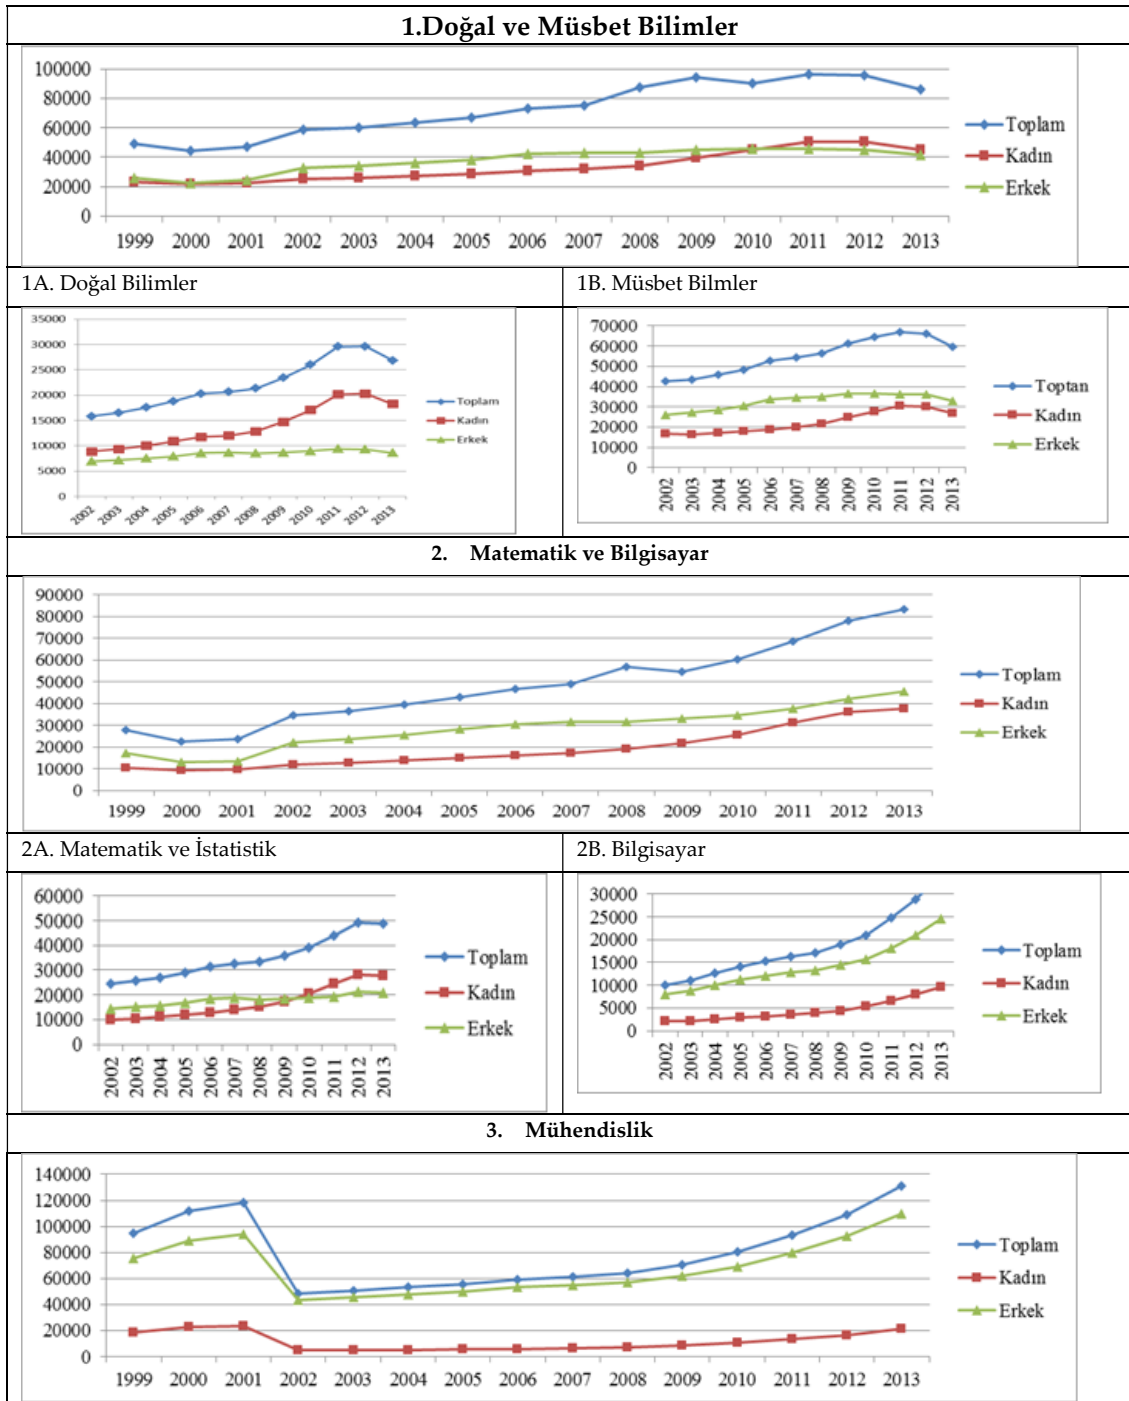 1.Doğal ve Müsbet Bilimler
100000
80000
60000
40000
20000
0
1999 2000 2001 2002 2003 2004 2005 2006 2007 2008 2009 2010 2011 2012 2013
Toplam
Kadın
Erkek
1A. Doğal Bilimler
35000
30000
25000
20000
15000
10000
5000
0
2002 2003 2004 2005 2006 2007 2008 2009 2010 2011 2012 2013
Toplam
Kadın
Erkek
1B. Müsbet Bilmler
70000
60000
50000
40000
30000
20000
10000
0
2002 2003 2004 2005 2006 2007 2008 2009 2010 2011 2012 2013
Toptan
Kadın
Erkek
2. Matematik ve Bilgisayar
90000
80000
70000
60000
50000
40000
30000
20000
10000
0
1999 2000 2001 2002 2003 2004 2005 2006 2007 2008 2009 2010 2011 2012 2013
Toplam
Kadın
Erkek
2A. Matematik ve İstatistik
60000
50000
40000
30000
20000
10000
0
2002 2003 2004 2005 2006 2007 2008 2009 2010 2011 2012 2013
Toplam
Kadın
Erkek
2B. Bilgisayar
30000
25000
20000
15000
10000
5000
0
2002 2003 2004 2005 2006 2007 2008 2009 2010 2011 2012 2013
Toplam
Kadın
Erkek
3. Mühendislik
140000
120000
100000
80000
60000
40000
20000
0
1999 2000 2001 2002 2003 2004 2005 2006 2007 2008 2009 2010 2011 2012 2013
Toplam
Kadın
Erkek